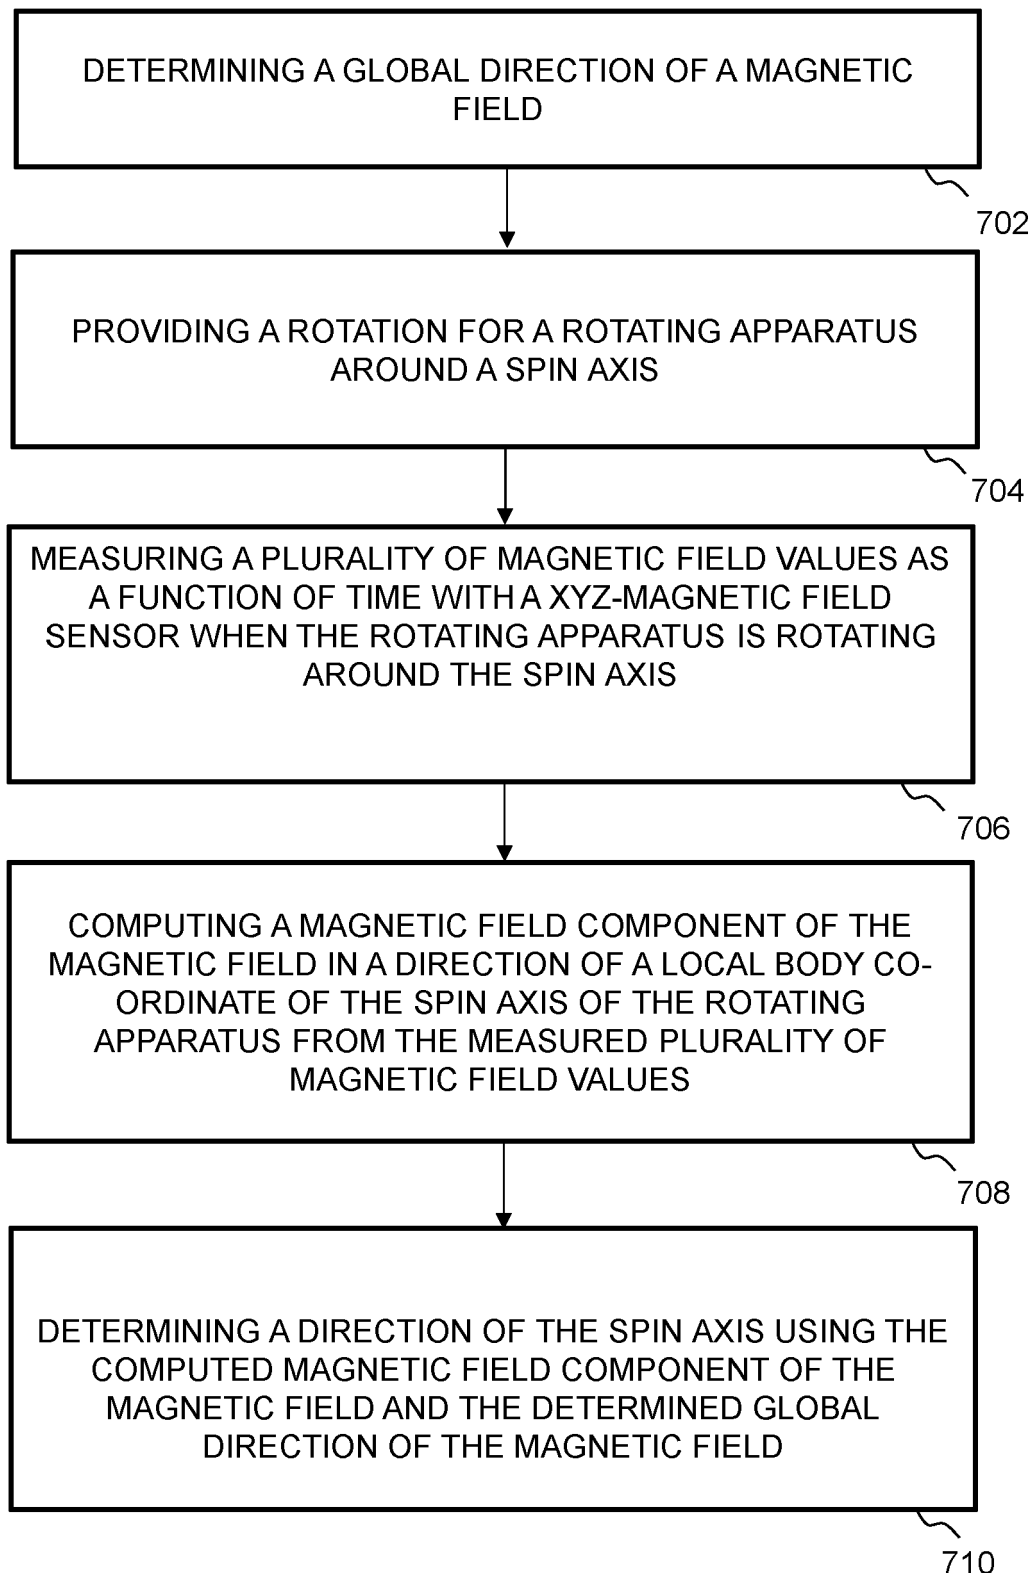 DETERMINING A GLOBAL DIRECTION OF A MAGNETIC
FIELD
702
PROVIDING A ROTATION FOR A ROTATING APPARATUS
AROUND A SPIN AXIS
704
MEASURING A PLURALITY OF MAGNETIC FIELD VALUES AS
A FUNCTION OF TIME WITH A XYZ-MAGNETIC FIELD
SENSOR WHEN THE ROTATING APPARATUS IS ROTATING
AROUND THE SPIN AXIS
706
COMPUTING A MAGNETIC FIELD COMPONENT OF THE
MAGNETIC FIELD IN A DIRECTION OF A LOCAL BODY CO-
ORDINATE OF THE SPIN AXIS OF THE ROTATING
APPARATUS FROM THE MEASURED PLURALITY OF
MAGNETIC FIELD VALUES
708
DETERMINING A DIRECTION OF THE SPIN AXIS USING THE
COMPUTED MAGNETIC FIELD COMPONENT OF THE
MAGNETIC FIELD AND THE DETERMINED GLOBAL
DIRECTION OF THE MAGNETIC FIELD
710